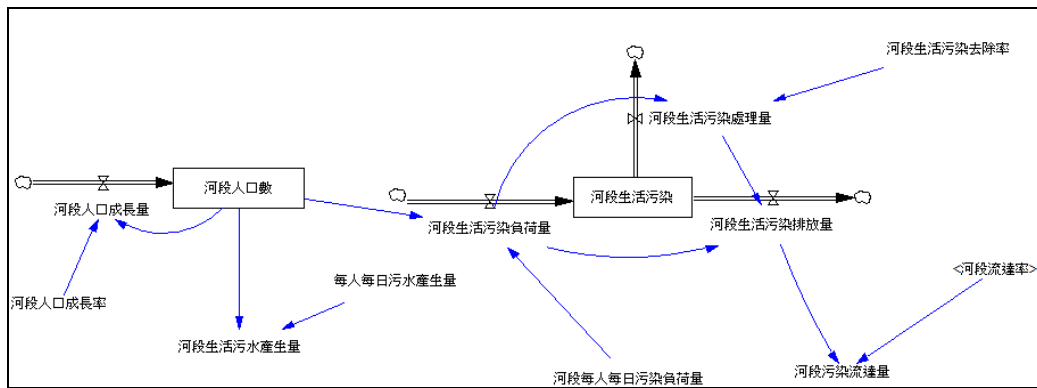 河段生活污染去除率
河段生活污染處理量
河段人口數
河段生活污染
河段人口成長量
河段生活污染負荷量
河段生活污染排放量
<河段流達率>
每人每日污水產生量
河段人口成長率
河段生活污水產生量
河段每人每日污染負荷量
河段污染流達量